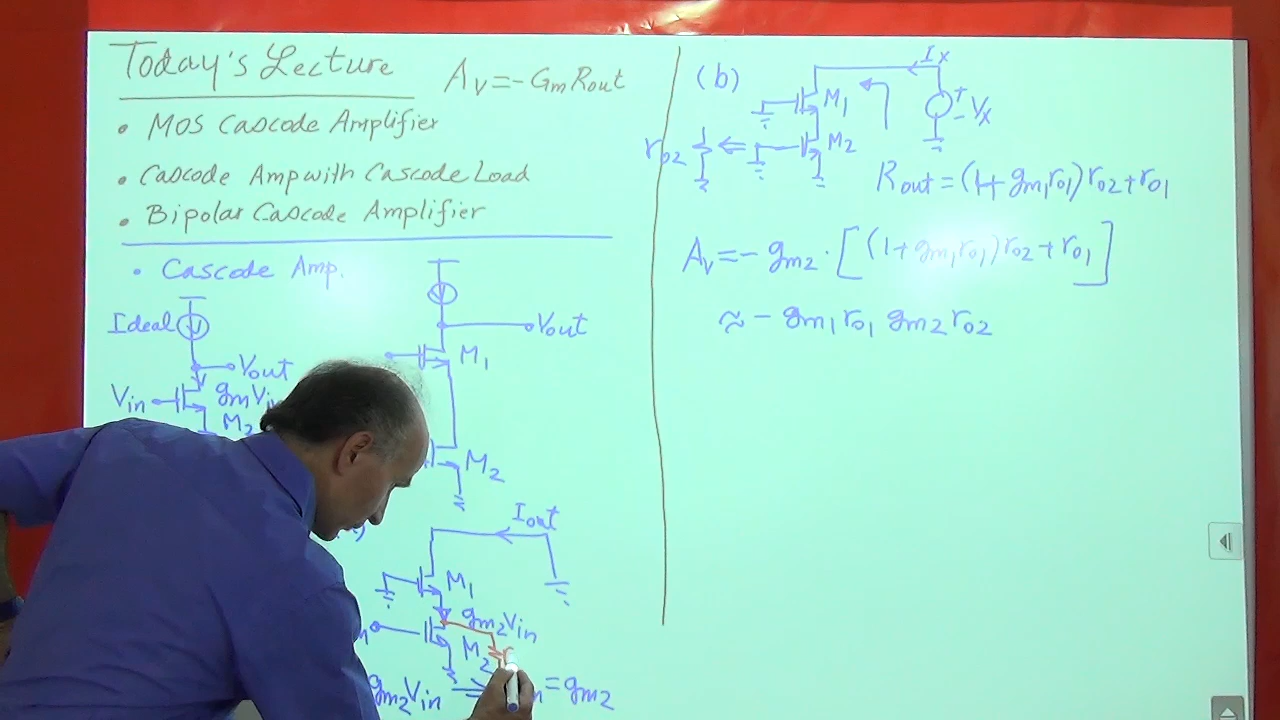 Today's Lecture
Av = -GmRout
• MOS Cascode Amplifier
• Cascode Amp with Cascode Load
• Bipolar Cascode Amplifier
• Cascode Amp.
Ideal
Vout
Vin
gmVin
M2
Vout
M1
M2
Iout
M1
gm2Vin
M2
gm2Vin
= gm2
(b)
Ix
M1
+
- Vx
ro2
M2
Rout = (1+ gm1ro1) ro2 + ro1
Av = - gm2 · [(1 + gm1ro1) ro2 + ro1]
≈ - gm1 ro1 gm2 ro2